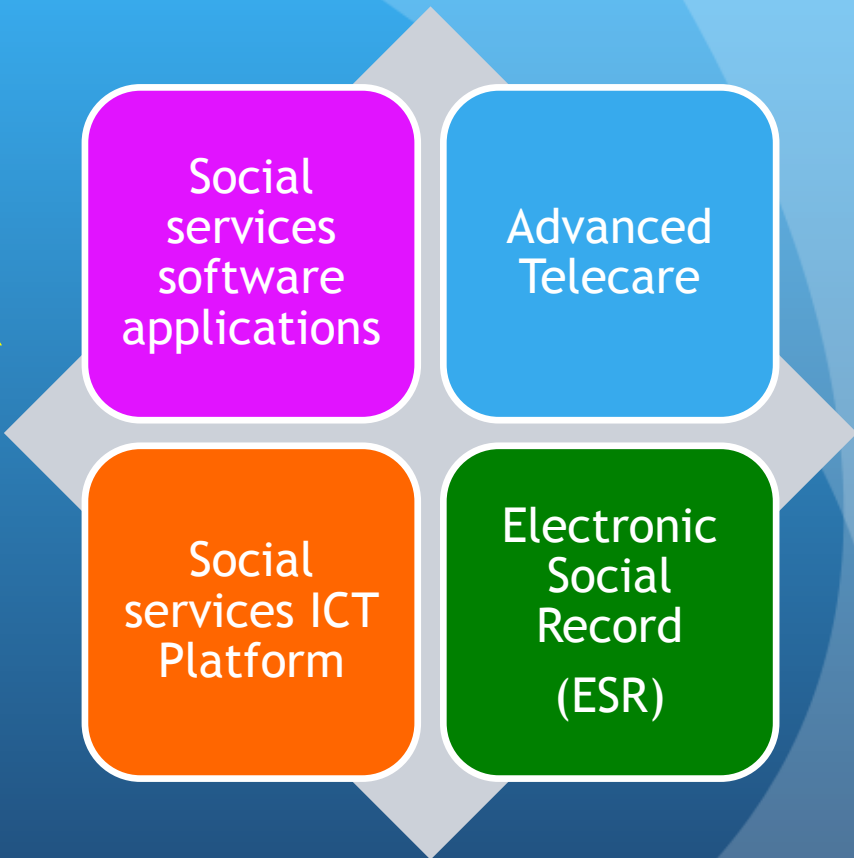 Social
services
software
applications
Advanced
Telecare
Social
services ICT
Platform
Electronic
Social
Record
(ESR)